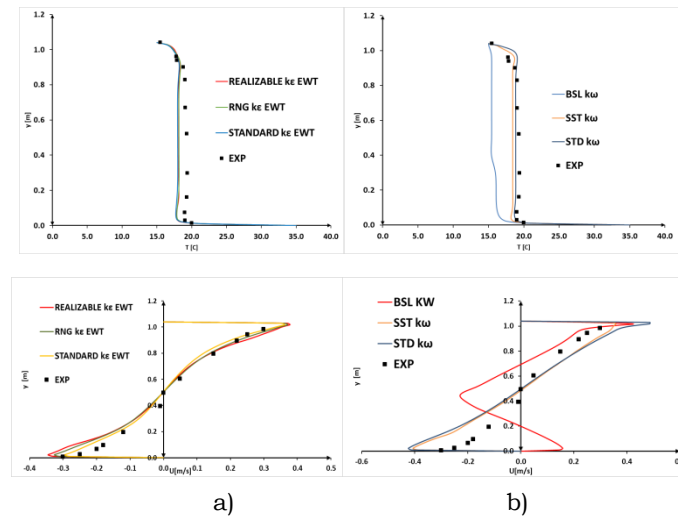 1.2
1.0
0.8
0.6
0.4
0.2
0.0
y [m]
REALIZABLE kε EWT
RNG kε EWT
STANDARD kε EWT
EXP
10.0 15.0 20.0 25.0 30.0 35.0 40.0
T [C]
1.2
1.0
0.8
0.6
0.4
0.2
0.0
y [m]
BSL kω
SST kω
STD kω
EXP
10.0 15.0 20.0 25.0 30.0 35.0 40.0
T [C]
REALIZABLE kε EWT
RNG kε EWT
STANDARD kε EWT
EXP
y [m]
1.2
1.0
0.8
0.6
0.4
0.2
0.0
-0.4 -0.3 -0.2 -0.1 0.0 0.1 0.2 0.3 0.4 0.5
U[m/s]
BSL KW
SST kω
STD kω
EXP
y [m]
1.2
1.0
0.8
0.6
0.4
0.2
0.0
-0.6 -0.4 -0.2 0.0 0.2 0.4 0.6
U[m/s]
a) b)